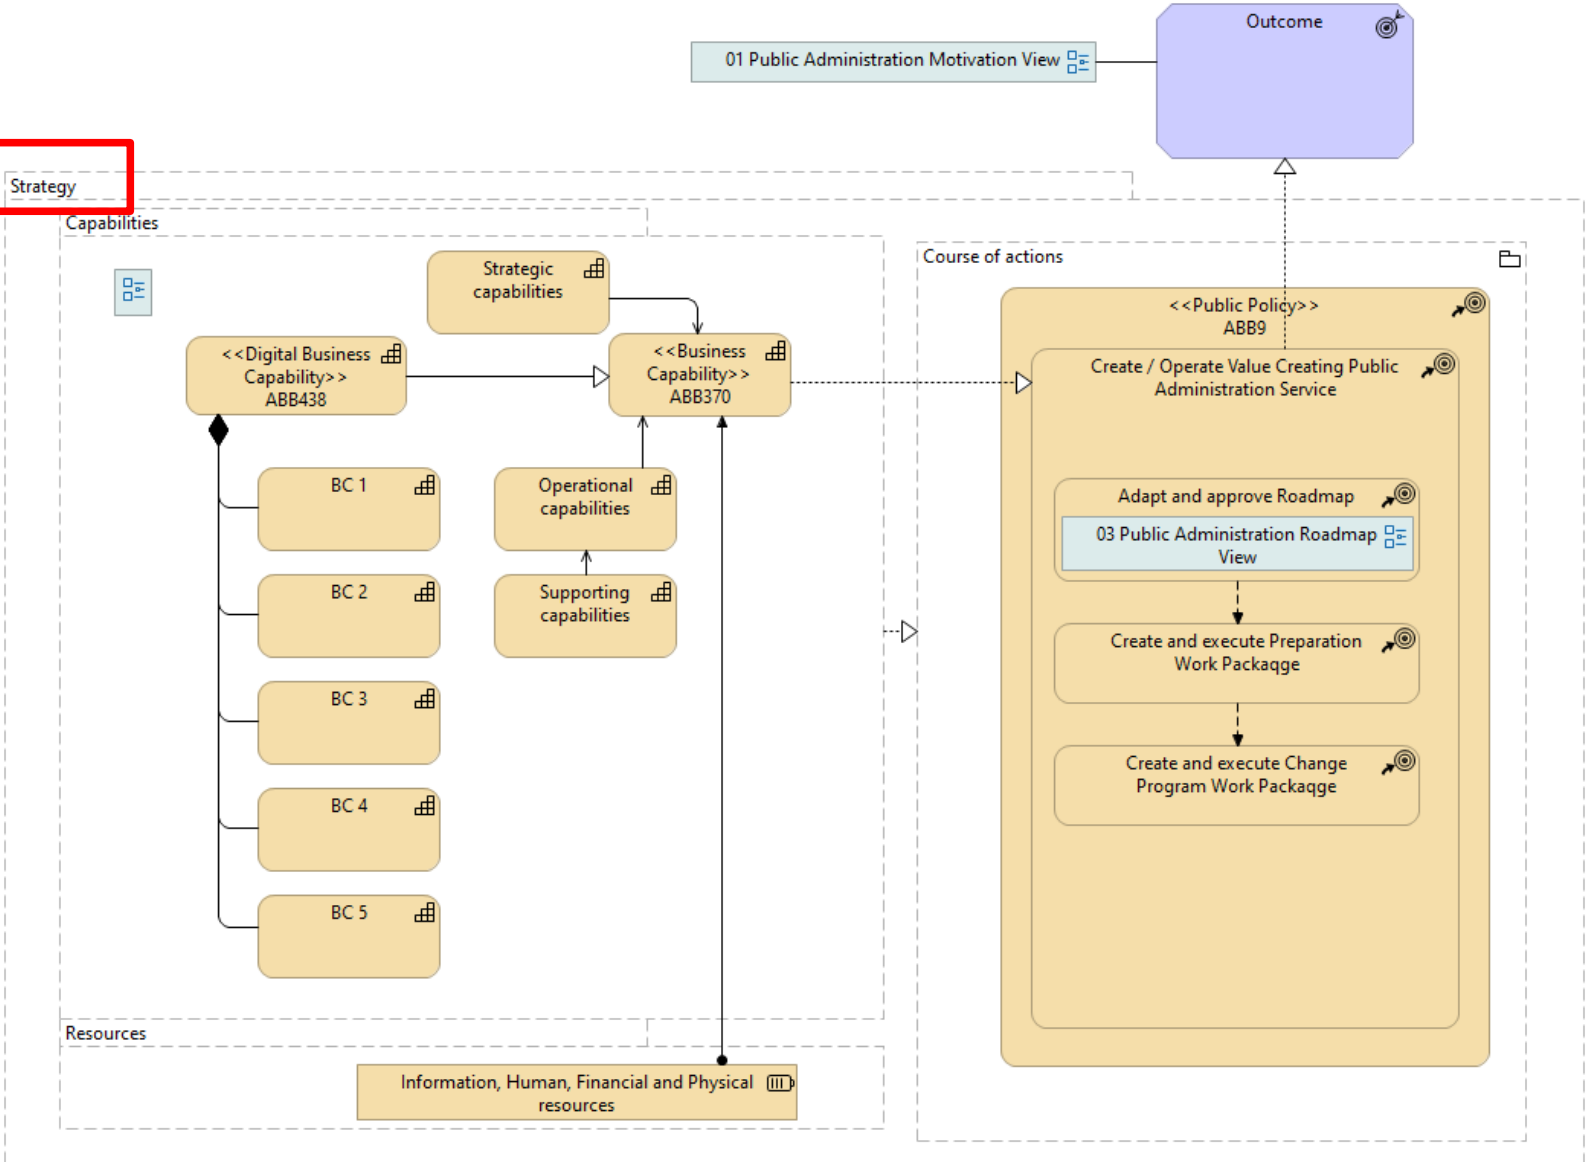 Outcome
01 Public Administration Motivation View
Strategy
Capabilities
Strategic
capabilities
<<Digital Business
Capability>>
ABB438
<<Business
Capability>>
ABB370
BC 1
BC 2
BC 3
BC 4
BC 5
Operational
capabilities
Supporting
capabilities
Resources
Information, Human, Financial and Physical
resources
Course of actions
<<Public Policy>>
ABB9
Create / Operate Value Creating Public
Administration Service
Adapt and approve Roadmap
03 Public Administration Roadmap
View
Create and execute Preparation
Work Packaqge
Create and execute Change
Program Work Packaqge